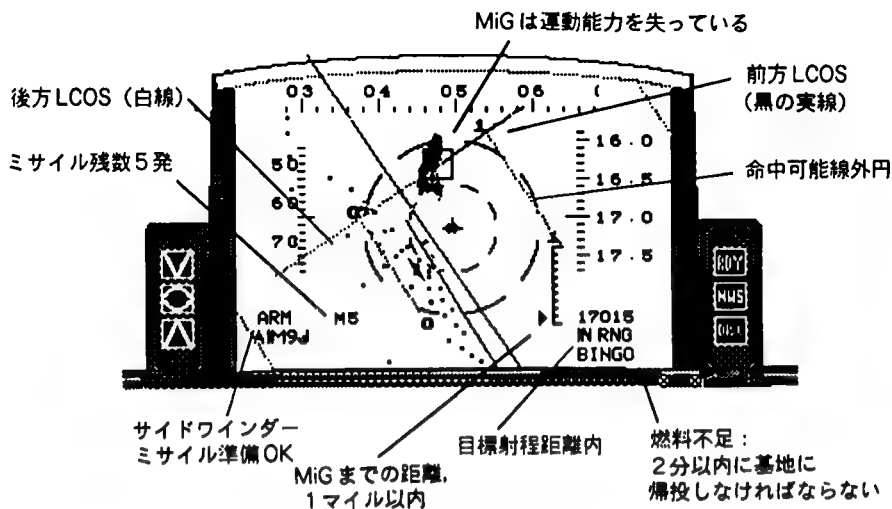 MiGは運動能力を失っている
後方LCOS（白線）
前方LCOS
（黒の実線）
ミサイル残数5発
命中可能線外円
03 04 05 06
1
50
60
70
16.0
16.5
17.0
17.5
0
ARM
AIM9J
M5
17015
IN RNG
BINGO
RDY
MWS
サイドワインダー
ミサイル準備OK
MiGまでの距離，
1マイル以内
目標射程距離内
燃料不足：
2分以内に基地に
帰投しなければならない